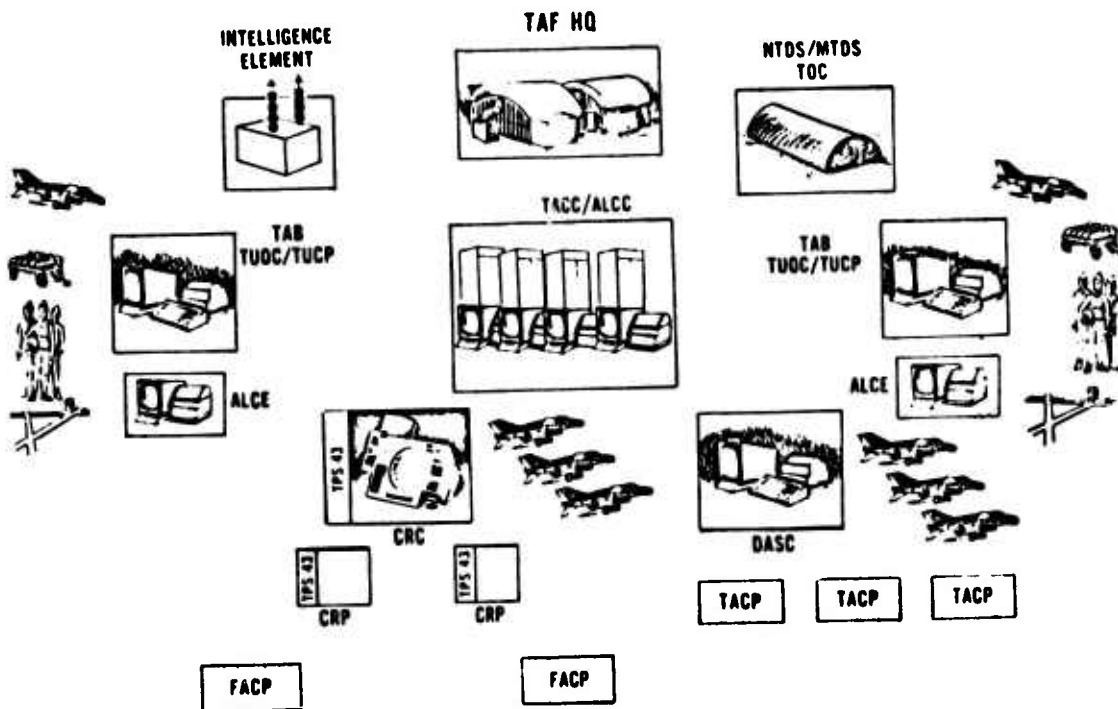 TAF HQ
INTELLIGENCE
ELEMENT
NTDS/MTDS
TOC
TACC/ALCC
TAB
TUOC/TUCP
TAB
TUOC/TUCP
ALCE
ALCE
TPS 43
CRC
DASC
TPS 43
CRP
TPS 43
CRP
TACP
TACP
TACP
FACP
FACP